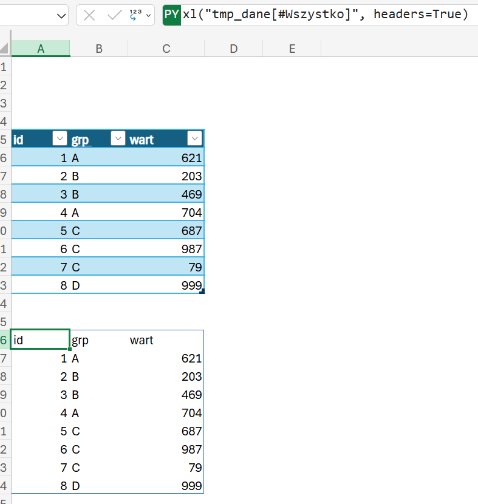 123
PY xl("tmp_dane[#Wszystko]", headers=True)
A B C D E
1
2
3
4
5 id grp wart
6 1 A 621
7 2 B 203
8 3 B 469
9 4 A 704
0 5 C 687
1 6 C 987
2 7 C 79
3 8 D 999
4
5
6 id grp wart
7 1 A 621
8 2 B 203
9 3 B 469
0 4 A 704
1 5 C 687
2 6 C 987
3 7 C 79
4 8 D 999